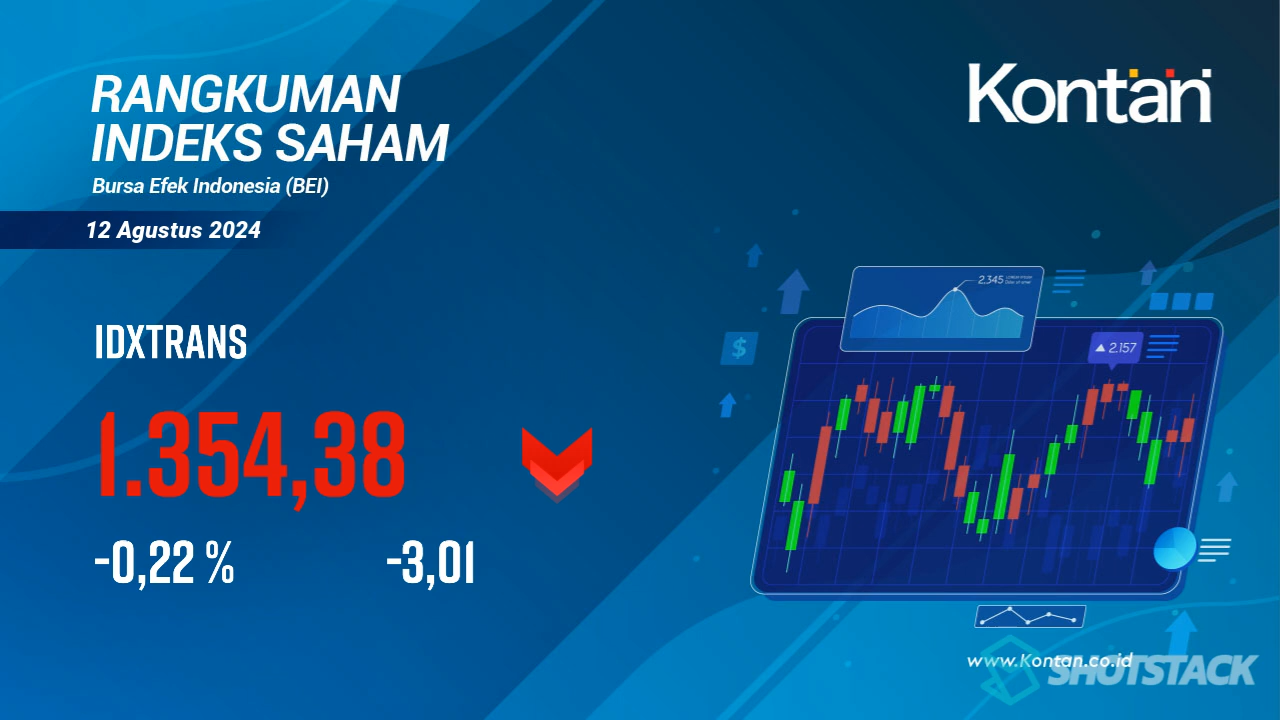 RANGKUMAN
INDEKS SAHAM
Bursa Efek Indonesia (BEI)
12 Agustus 2024
Kontan
IDXTRANS
1.354,38
-0,22 %
-3,01
2.345
2.157
www.Kontan.co.id
SHOTSTACK